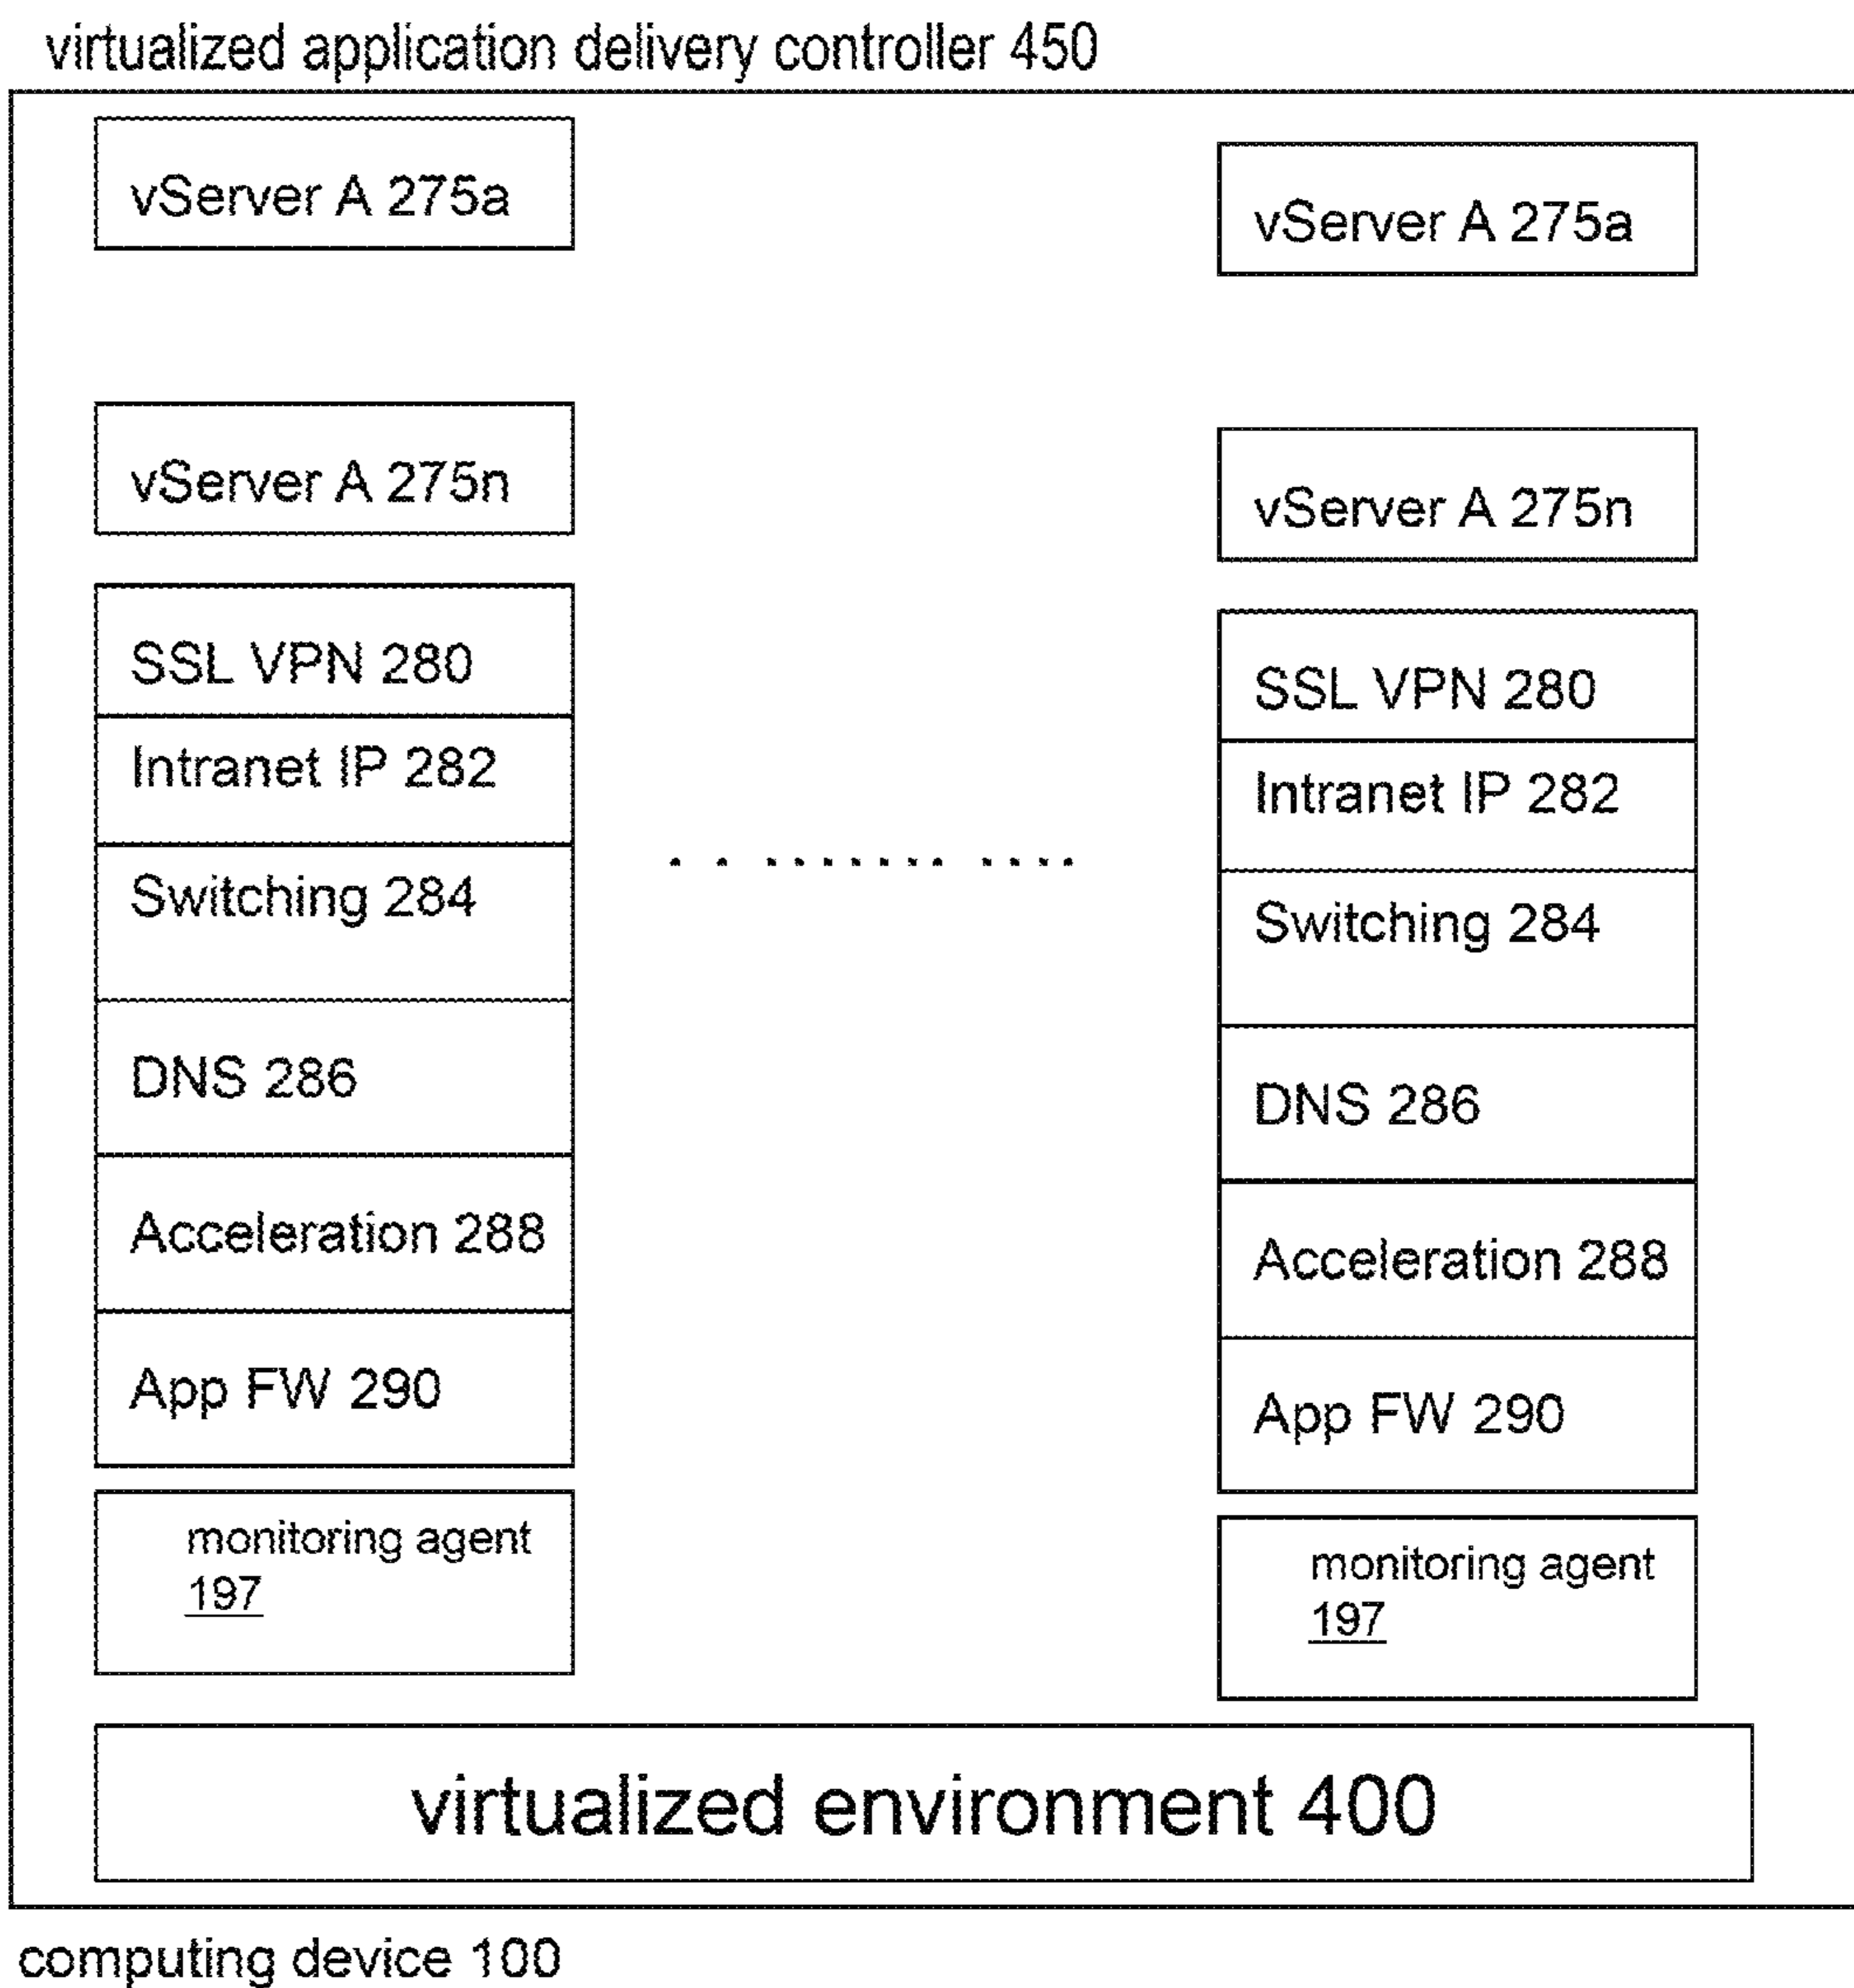 virtualized application delivery controller 450
vServer A 275a
vServer A 275n
SSL VPN 280
Intranet IP 282
Switching 284
DNS 286
Acceleration 288
App FW 290
monitoring agent
197
vServer A 275a
vServer A 275n
SSL VPN 280
Intranet IP 282
Switching 284
DNS 286
Acceleration 288
App FW 290
monitoring agent
197
virtualized environment 400
computing device 100